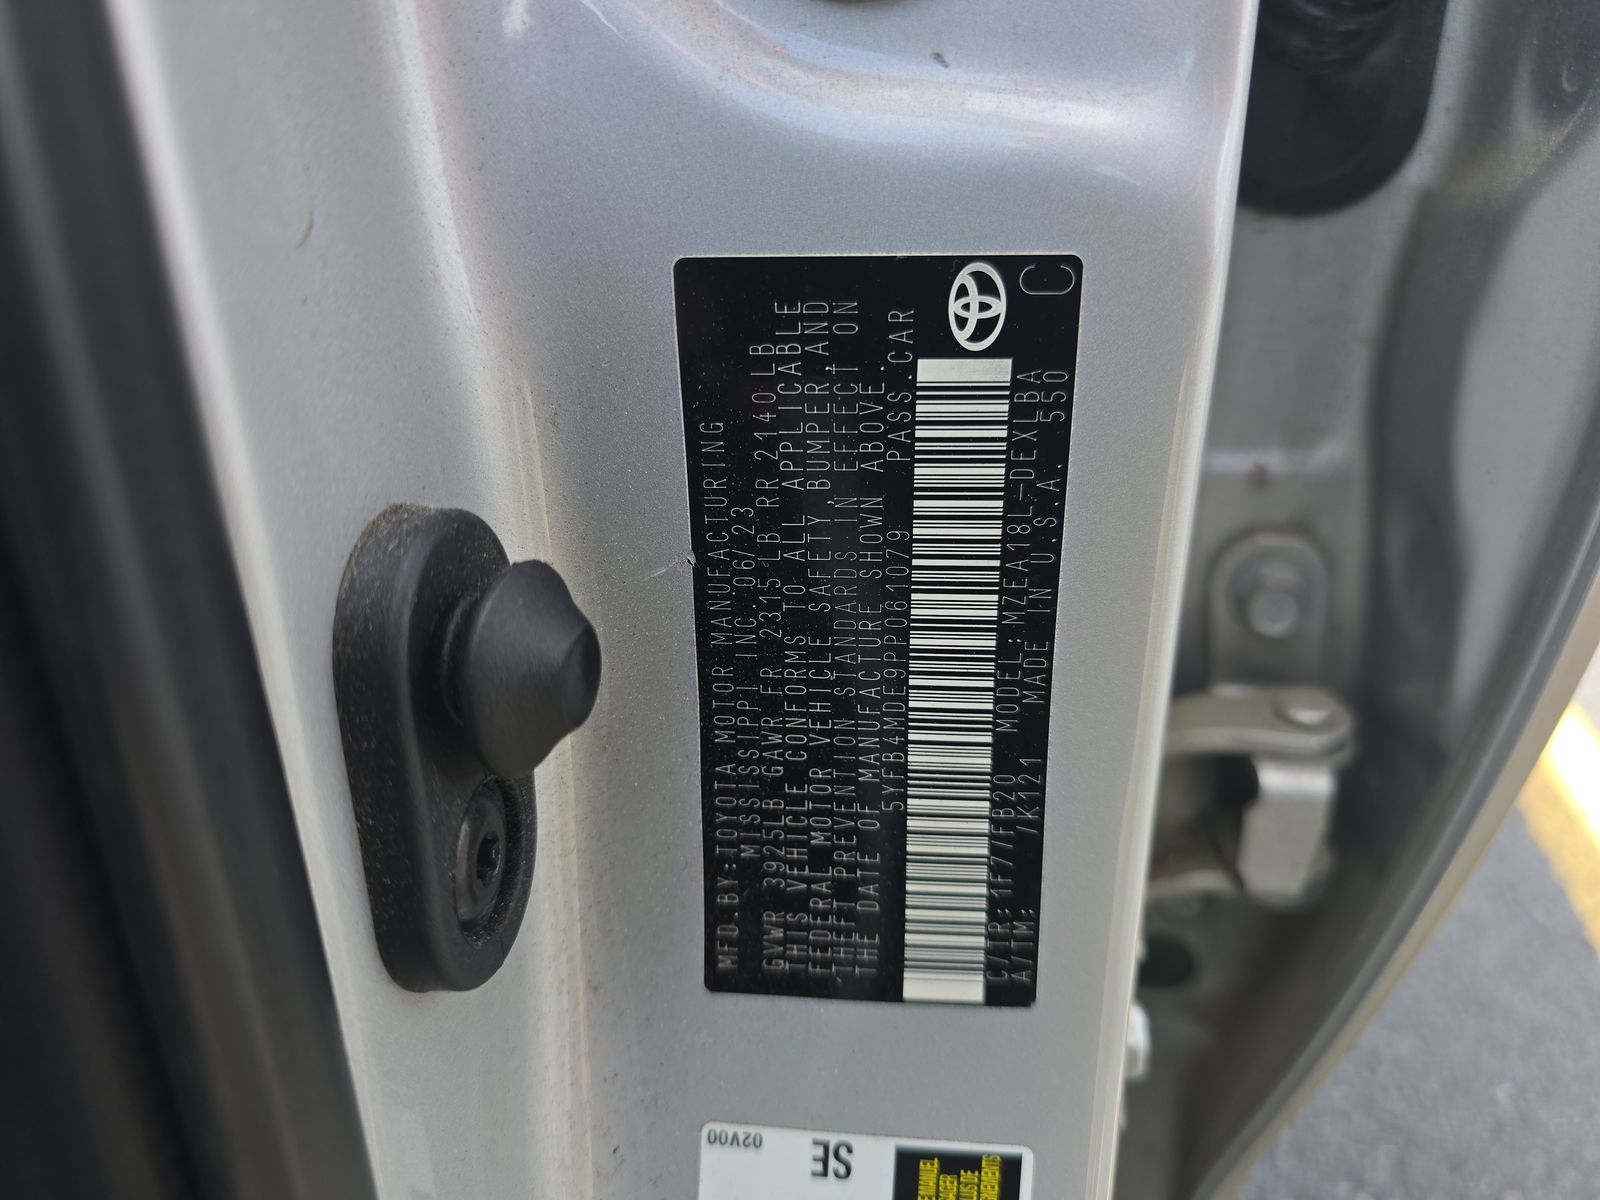 MFD.BY:TOYOTA MOTOR MANUFACTURING
MISSISSIPPI INC.06/23
GVWR 3925LB GAWR FR 2315 LB RR 2140LB
THIS VEHICLE CONFORMS TO ALL APPLICABLE
FEDERAL MOTOR VEHICLE SAFETY,BUMPER,AND
THEFT PREVENTION STANDARDS IN EFFECT ON
THE DATE OF MANUFACTURE SHOWN ABOVE.
5YFB4MDE9PP061079 PASS.CAR
C/TR:1F7/FB20 MODEL:MZEA18L-DEXLBA
A/TM: /K121 MADE IN U.S.A. 550
C
02V00
SE